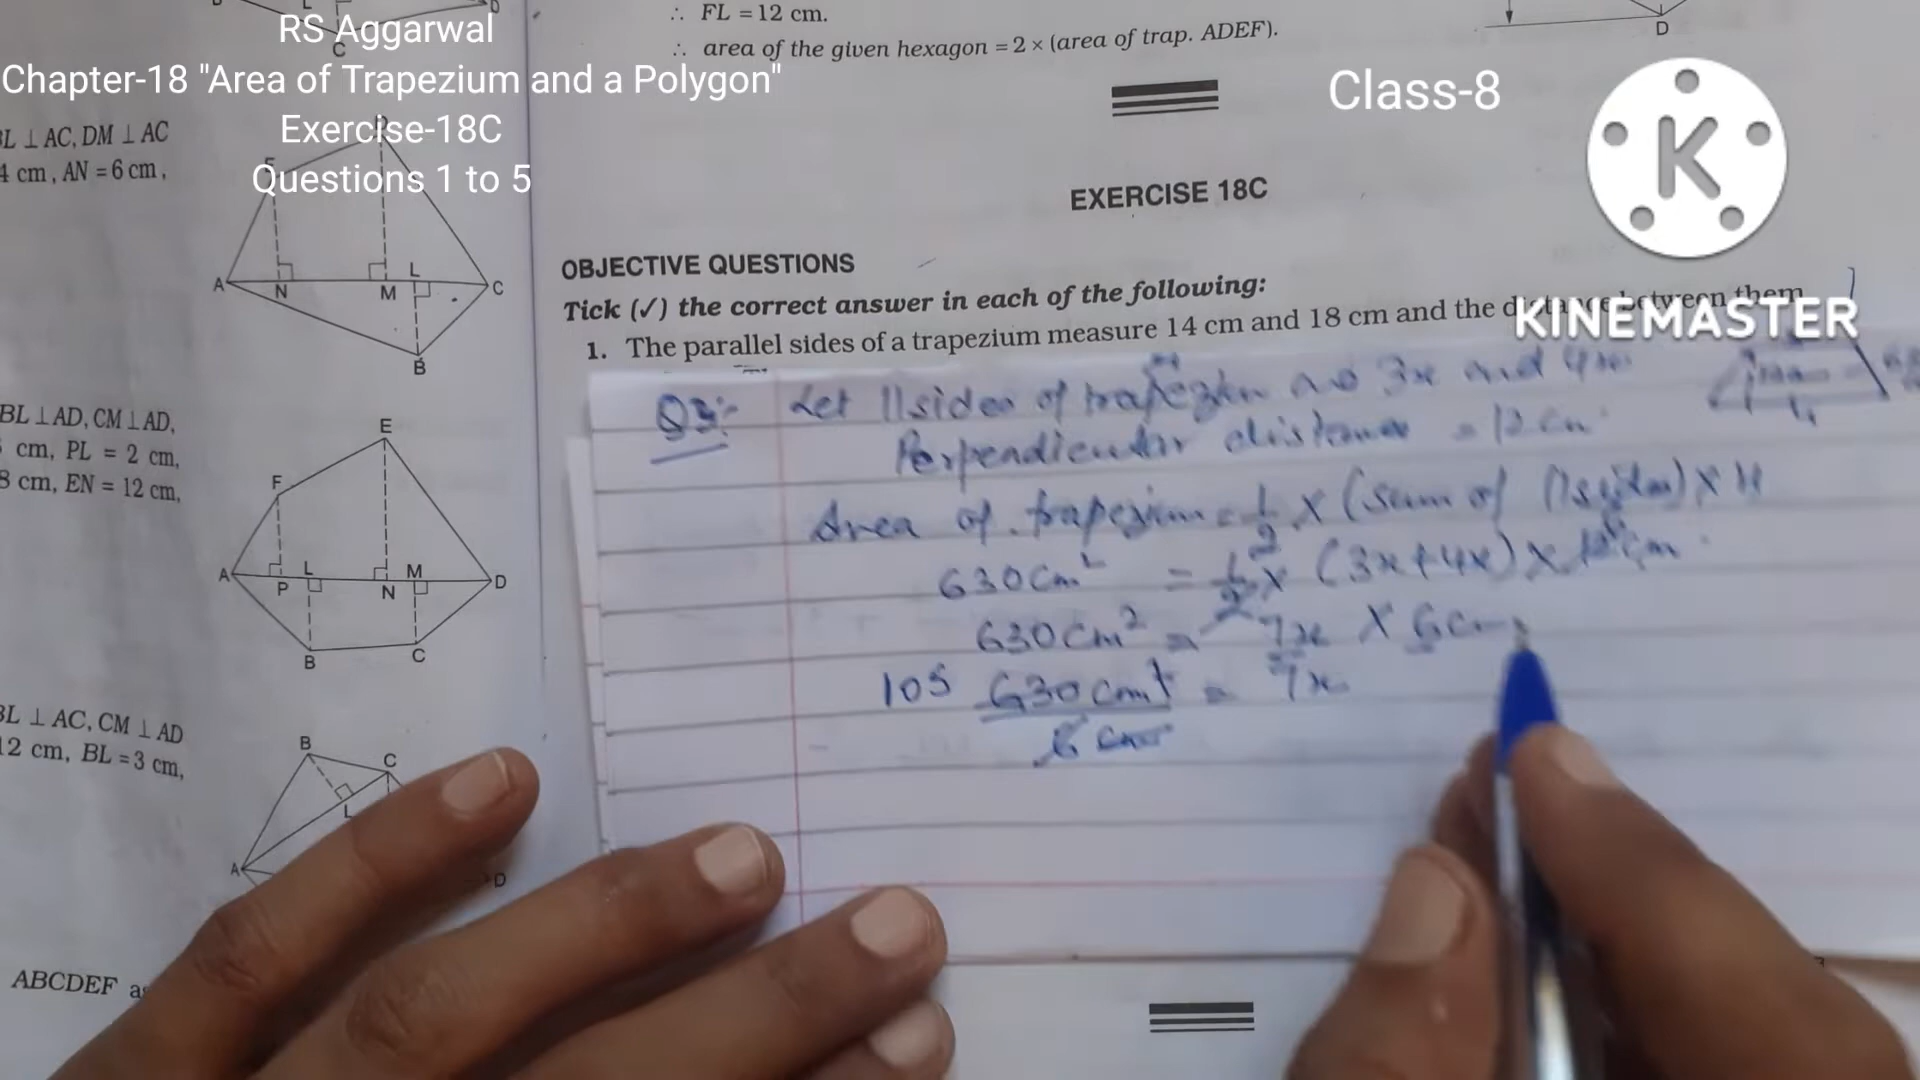 RS Aggarwal
Chapter-18 "Area of Trapezium and a Polygon"
Exercise-18C
Questions 1 to 5
Class-8
KINEMASTER
K
∴ FL = 12 cm.
∴ area of the given hexagon = 2 × (area of trap. ADEF).
D
EXERCISE 18C
OBJECTIVE QUESTIONS
Tick (✓) the correct answer in each of the following:
1. The parallel sides of a trapezium measure 14 cm and 18 cm and the distance between them
Q3:- Let || sides of trapezium are 3x and 4x.
Perpendicular distance = 12 cm
Area of trapezium = 1/2 × (sum of || sides) × H
630 cm² = 1/2 × (3x + 4x) × 12 cm
630 cm² = 7x × 6 cm
105 630 cm² = 7x
6 cm
C
BL ⊥ AC, DM ⊥ AC
4 cm, AN = 6 cm,
A N M L C
B
BL ⊥ AD, CM ⊥ AD,
cm, PL = 2 cm,
8 cm, EN = 12 cm,
E
F
A P L N M D
B C
BL ⊥ AC, CM ⊥ AD
12 cm, BL = 3 cm,
B C
L
A D
ABCDEF